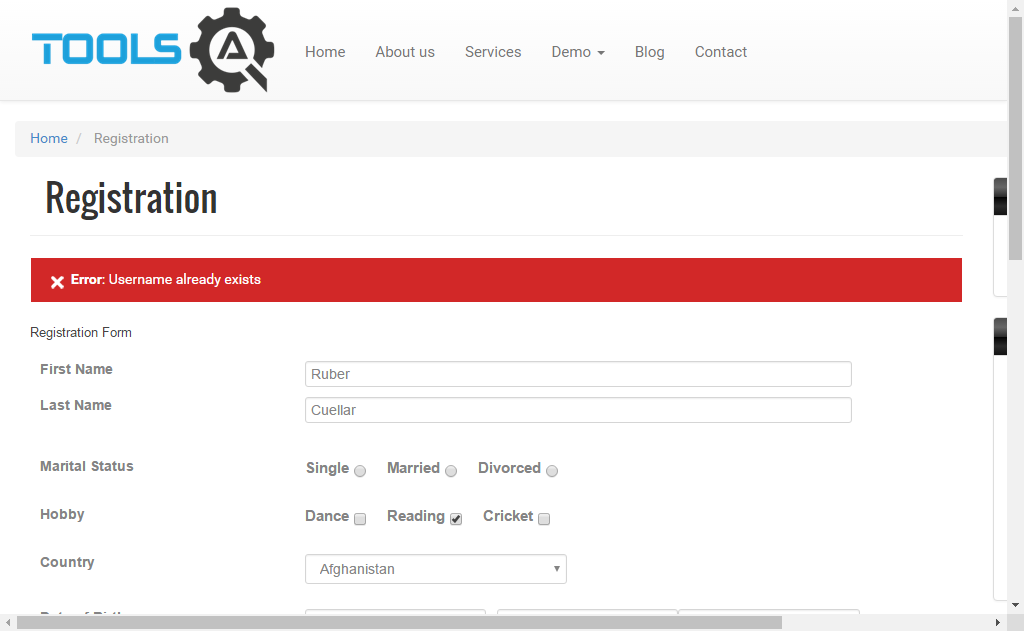 TOOLS QA
Home About us Services Demo Blog Contact
Home / Registration
Registration
Error: Username already exists
Registration Form
First Name Ruber
Last Name Cuellar
Marital Status Single Married Divorced
Hobby Dance Reading Cricket
Country Afghanistan